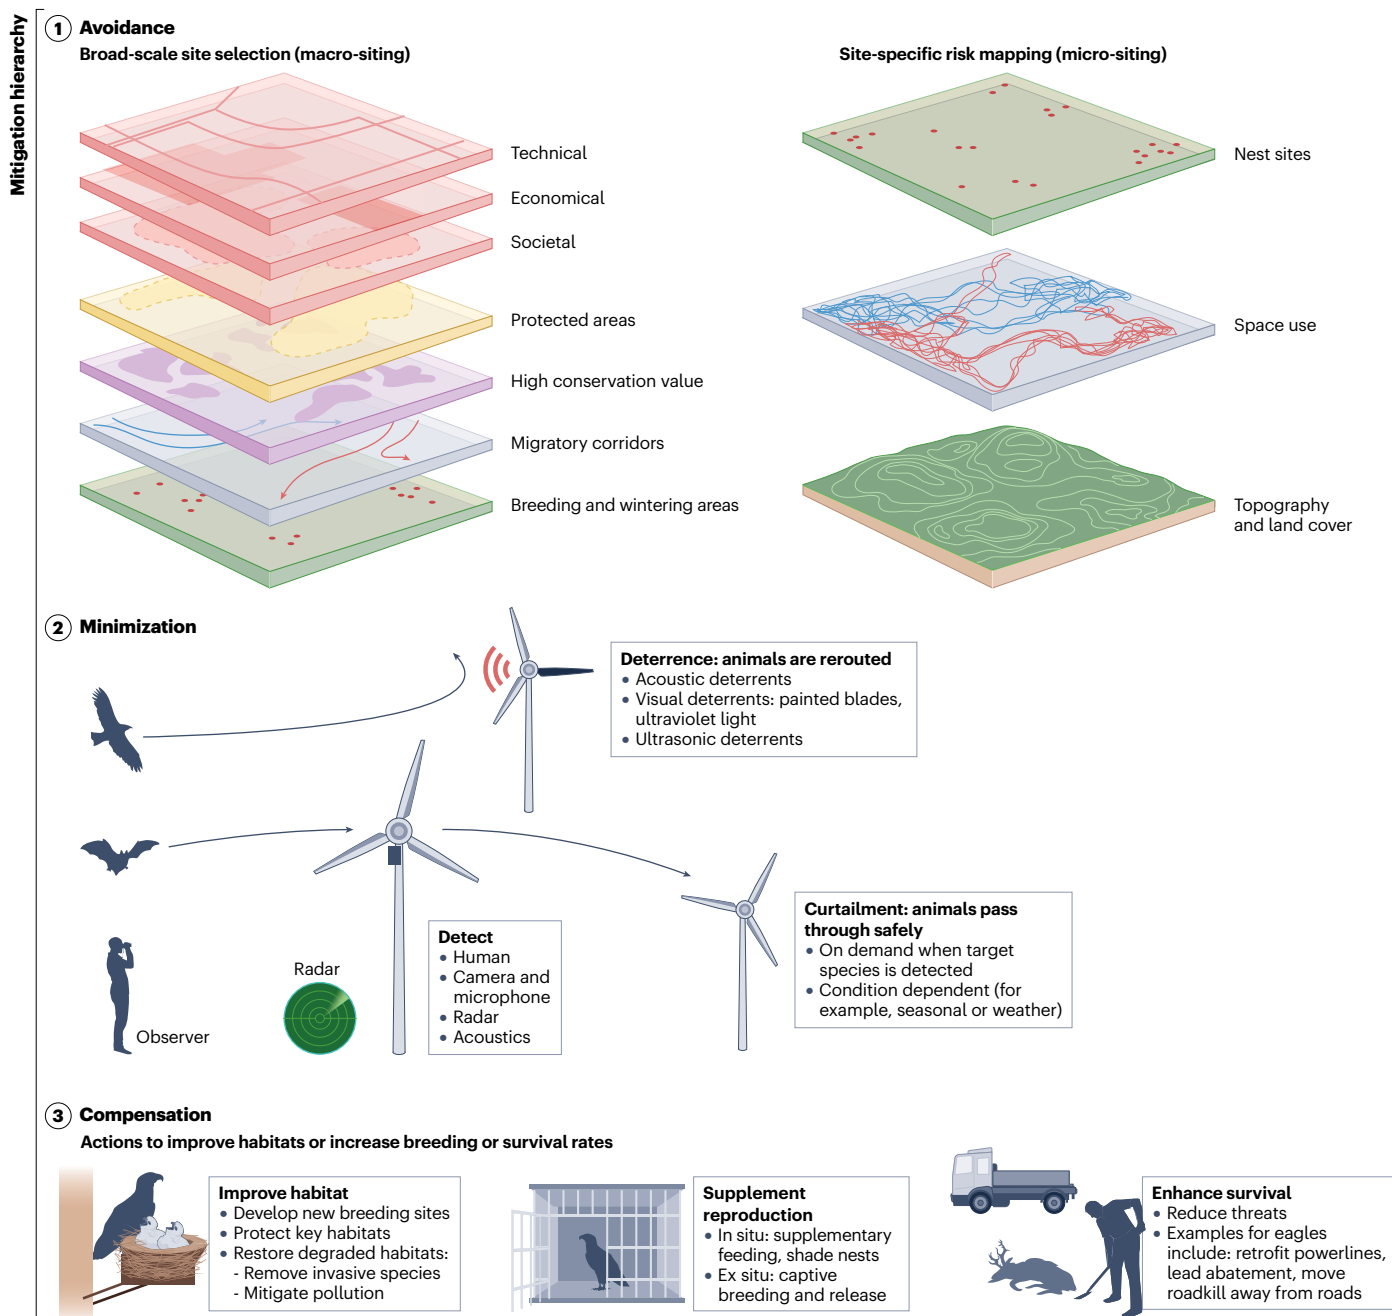 Mitigation hierarchy
1 Avoidance
Broad-scale site selection (macro-siting)
Technical
Economical
Societal
Protected areas
High conservation value
Migratory corridors
Breeding and wintering areas
Site-specific risk mapping (micro-siting)
Nest sites
Space use
Topography
and land cover
2 Minimization
Deterrence: animals are rerouted
• Acoustic deterrents
• Visual deterrents: painted blades,
ultraviolet light
• Ultrasonic deterrents
Observer
Radar
Detect
• Human
• Camera and
microphone
• Radar
• Acoustics
Curtailment: animals pass
through safely
• On demand when target
species is detected
• Condition dependent (for
example, seasonal or weather)
3 Compensation
Actions to improve habitats or increase breeding or survival rates
Improve habitat
• Develop new breeding sites
• Protect key habitats
• Restore degraded habitats:
- Remove invasive species
- Mitigate pollution
Supplement
reproduction
• In situ: supplementary
feeding, shade nests
• Ex situ: captive
breeding and release
Enhance survival
• Reduce threats
• Examples for eagles
include: retrofit powerlines,
lead abatement, move
roadkill away from roads